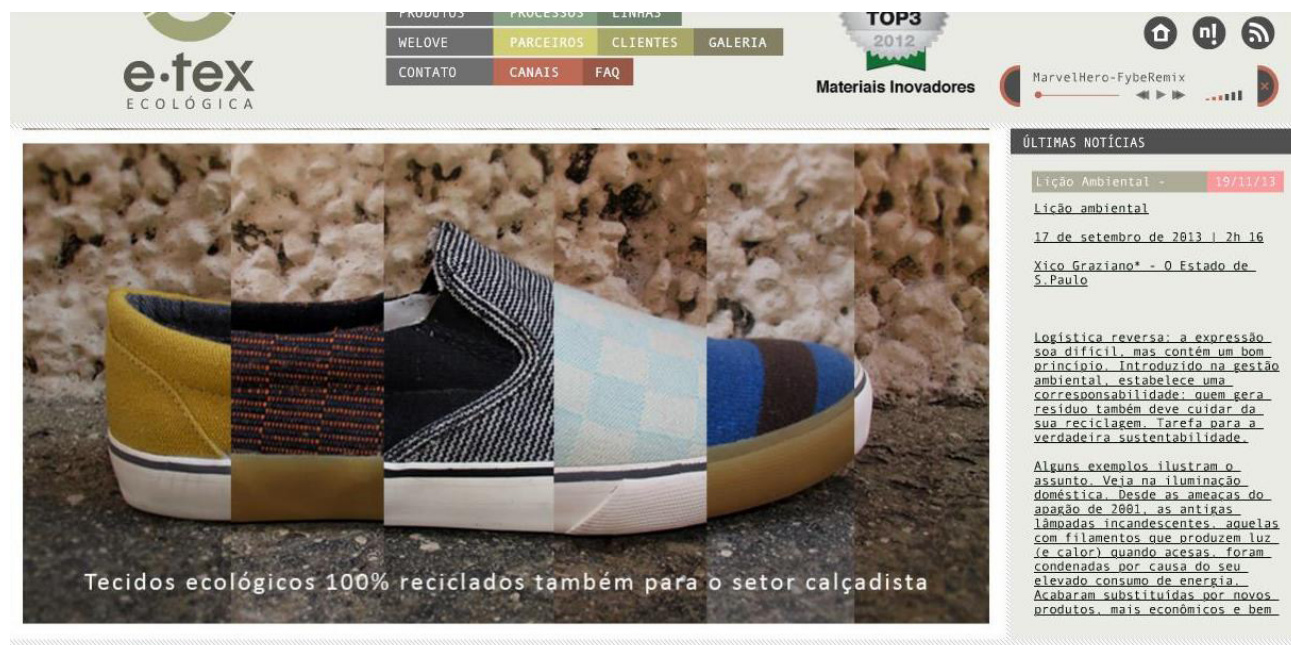 PRODUTOS PROCESSOS LINHAS
WELOVE PARCEIROS CLIENTES GALERIA
CONTATO CANAIS FAQ
e·tex
ECOLÓGICA
TOP3
2012
Materiais Inovadores
n!
MarvelHero-FybeRemix
×
Tecidos ecológicos 100% reciclados também para o setor calçadista
ÚLTIMAS NOTÍCIAS
Lição Ambiental - 19/11/13
Lição ambiental
17 de setembro de 2013 | 2h 16
Xico Graziano* - O Estado de
S.Paulo
Logística reversa: a expressão
soa difícil, mas contém um bom
princípio. Introduzido na gestão
ambiental, estabelece uma
corresponsabilidade: quem gera
resíduo também deve cuidar da
sua reciclagem. Tarefa para a
verdadeira sustentabilidade.
Alguns exemplos ilustram o
assunto. Veja na iluminação
doméstica. Desde as ameaças do
apagão de 2001, as antigas
lâmpadas incandescentes, aquelas
com filamentos que produzem luz
(e calor) quando acesas, foram
condenadas por causa do seu
elevado consumo de energia.
Acabaram substituídas por novos
produtos, mais econômicos e bem